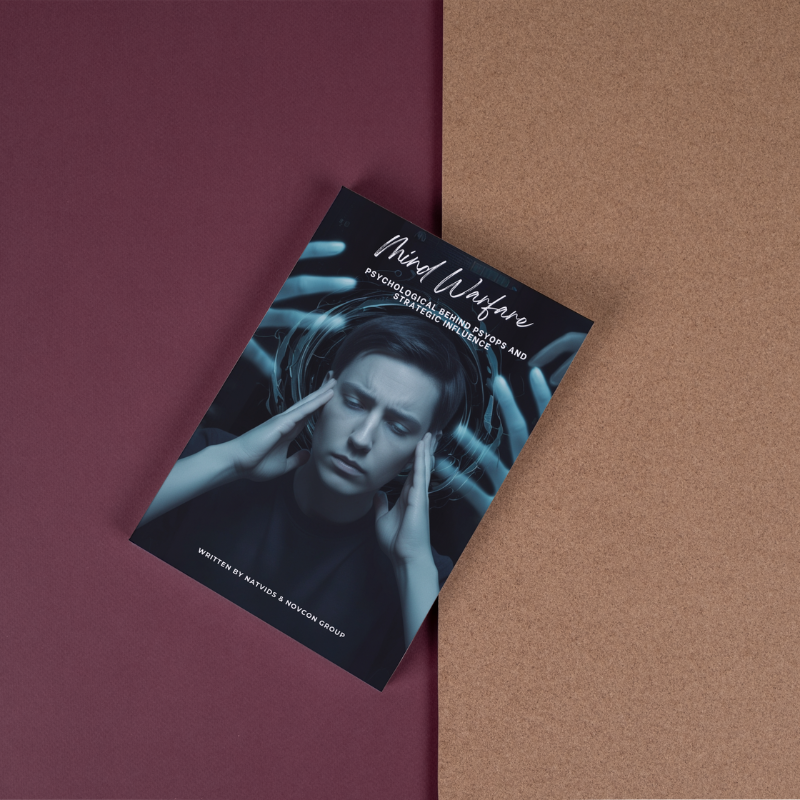 Mind Warfare
PSYCHOLOGICAL BEHIND PSYOPS AND
STRATEGIC INFLUENCE
WRITTEN BY NATVIDS & NOVCON GROUP